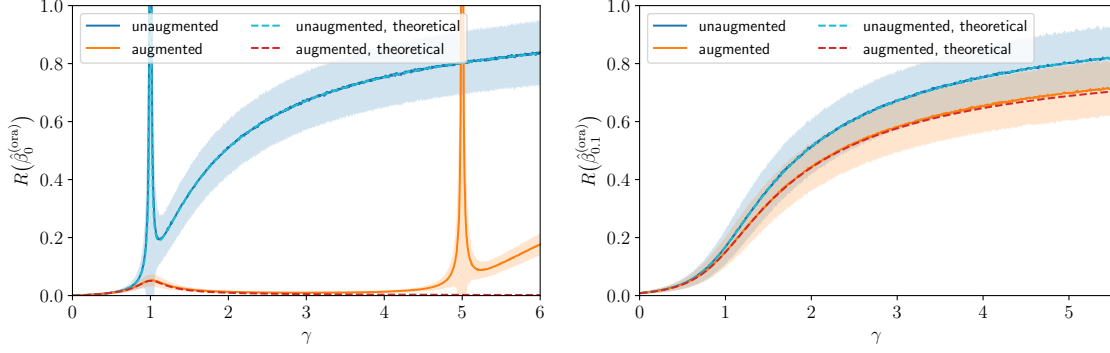 unaugmented
augmented
unaugmented, theoretical
augmented, theoretical
R(β̂₀^(ora))
1.0
0.8
0.6
0.4
0.2
0.0
0 1 2 3 4 5 6
γ
unaugmented
augmented
unaugmented, theoretical
augmented, theoretical
R(β̂₀.₁^(ora))
1.0
0.8
0.6
0.4
0.2
0.0
0 1 2 3 4 5
γ